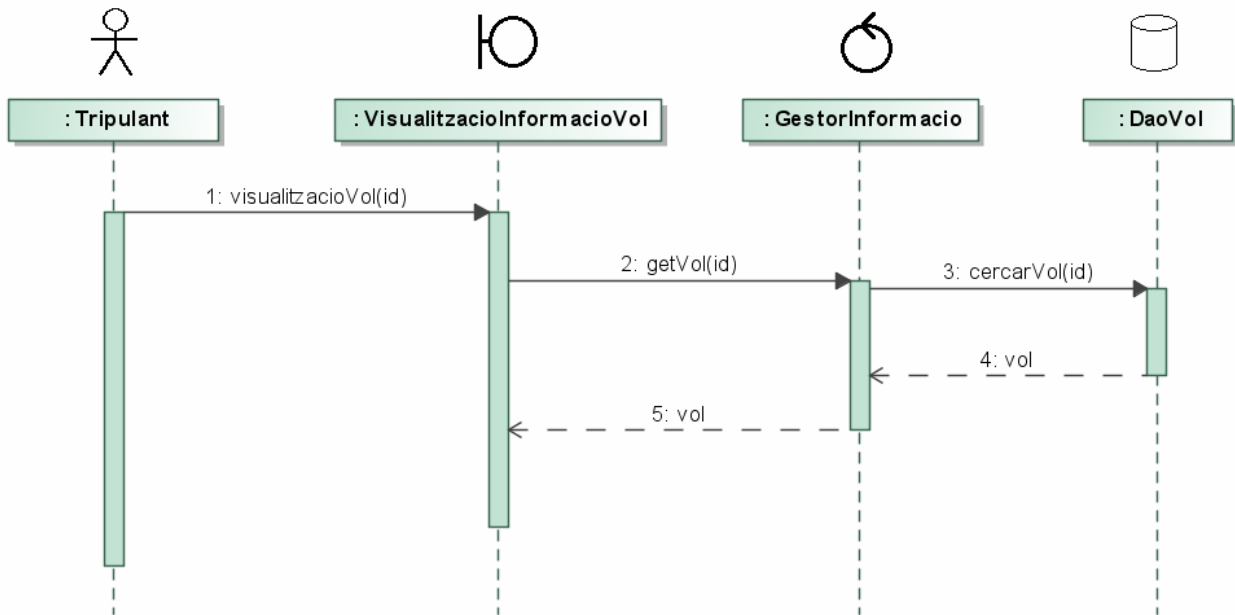 : Tripulant
: VisualitzacioInformacioVol
: GestorInformacio
: DaoVol
1: visualitzacioVol(id)
2: getVol(id)
3: cercarVol(id)
4: vol
5: vol